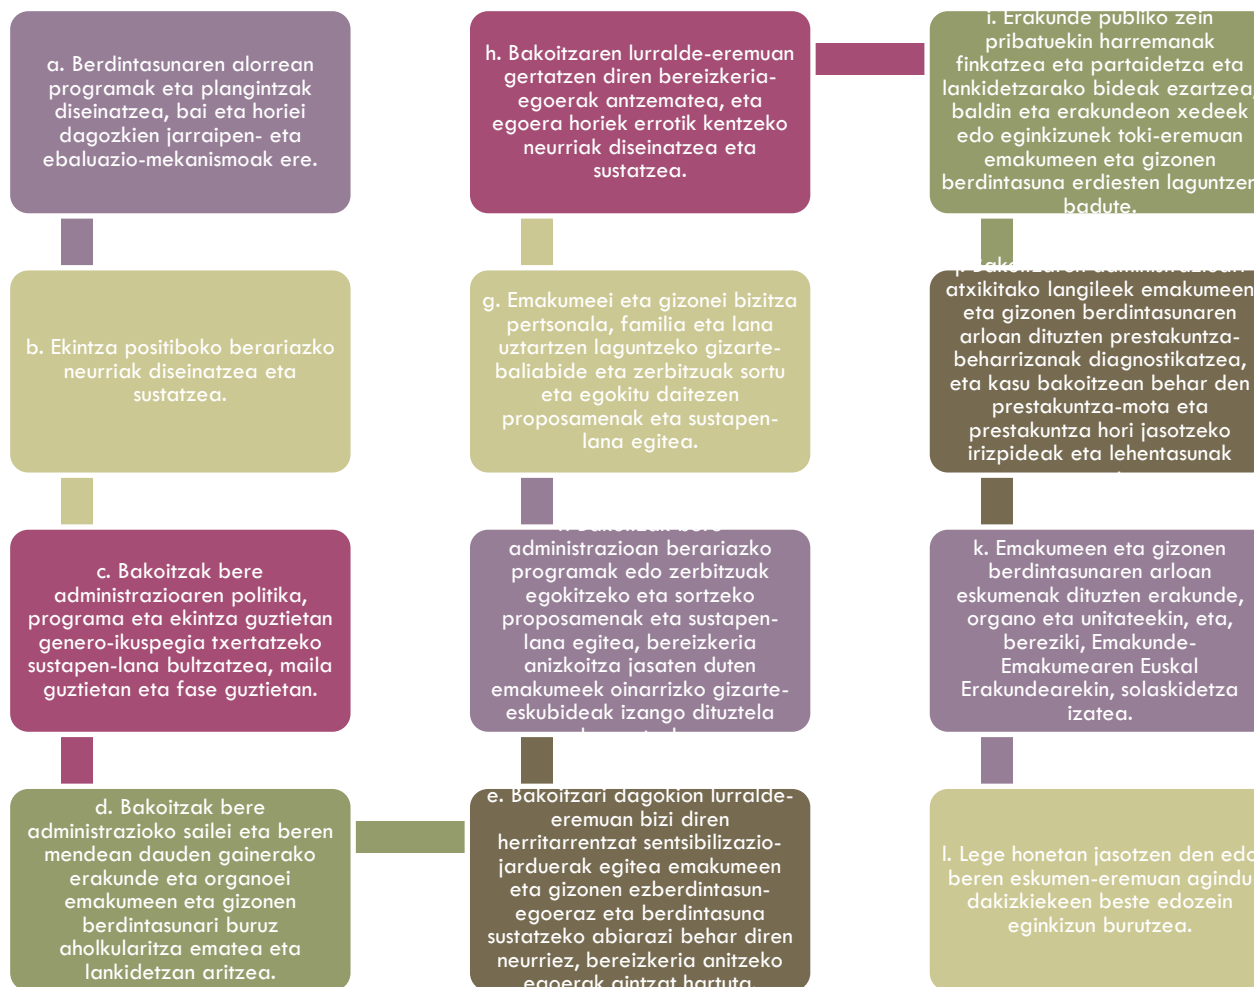 a. Berdintasunaren alorrean
programak eta plangintzak
diseinatzea, bai eta horiei
dagozkien jarraipen- eta
ebaluazio-mekanismoak ere.
b. Ekintza positiboko berariazko
neurriak diseinatzea eta
sustatzea.
c. Bakoitzak bere
administrazioaren politika,
programa eta ekintza guztietan
genero-ikuspegia txertatzeko
sustapen-lana bultzatzea, maila
guztietan eta fase guztietan.
d. Bakoitzak bere
administrazioko sailei eta beren
mendean dauden gainerako
erakunde eta organoei
emakumeen eta gizonen
berdintasunari buruz
aholkularitza ematea eta
lankidetzan aritzea.
e. Bakoitzari dagokion lurralde-
eremuan bizi diren
herritarrentzat sentsibilizazio-
jarduerak egitea emakumeen
eta gizonen ezberdintasun-
egoeraz eta berdintasuna
sustatzeko abiarazi behar diren
neurriez, bereizkeria anitzeko
egoerak aintzat hartuta.
administrazioan berariazko
programak edo zerbitzuak
egokitzeko eta sortzeko
proposamenak eta sustapen-
lana egitea, bereizkeria
anizkoitza jasaten duten
emakumeek oinarrizko gizarte-
eskubideak izango dituztela
g. Emakumeei eta gizonei bizitza
pertsonala, familia eta lana
uztartzen laguntzeko gizarte-
baliabide eta zerbitzuak sortu
eta egokitu daitezen
proposamenak eta sustapen-
lana egitea.
h. Bakoitzaren lurralde-eremuan
gertatzen diren bereizkeria-
egoerak antzematea, eta
egoera horiek errotik kentzeko
neurriak diseinatzea eta
sustatzea.
i. Erakunde publiko zein
pribatuekin harremanak
finkatzea eta partaidetza eta
lankidetzarako bideak ezartzea,
baldin eta erakundeon xedeek
edo eginkizunek toki-eremuan
emakumeen eta gizonen
berdintasuna erdiesten laguntzen
badute.
atxikitako langileek emakumeen
eta gizonen berdintasunaren
arloan dituzten prestakuntza-
beharrizanak diagnostikatzea,
eta kasu bakoitzean behar den
prestakuntza-mota eta
prestakuntza hori jasotzeko
irizpideak eta lehentasunak
k. Emakumeen eta gizonen
berdintasunaren arloan
eskumenak dituzten erakunde,
organo eta unitateekin, eta,
bereziki, Emakunde-
Emakumearen Euskal
Erakundearekin, solaskidetza
izatea.
l. Lege honetan jasotzen den edo
beren eskumen-eremuan agindu
dakizkiekeen beste edozein
eginkizun burutzea.